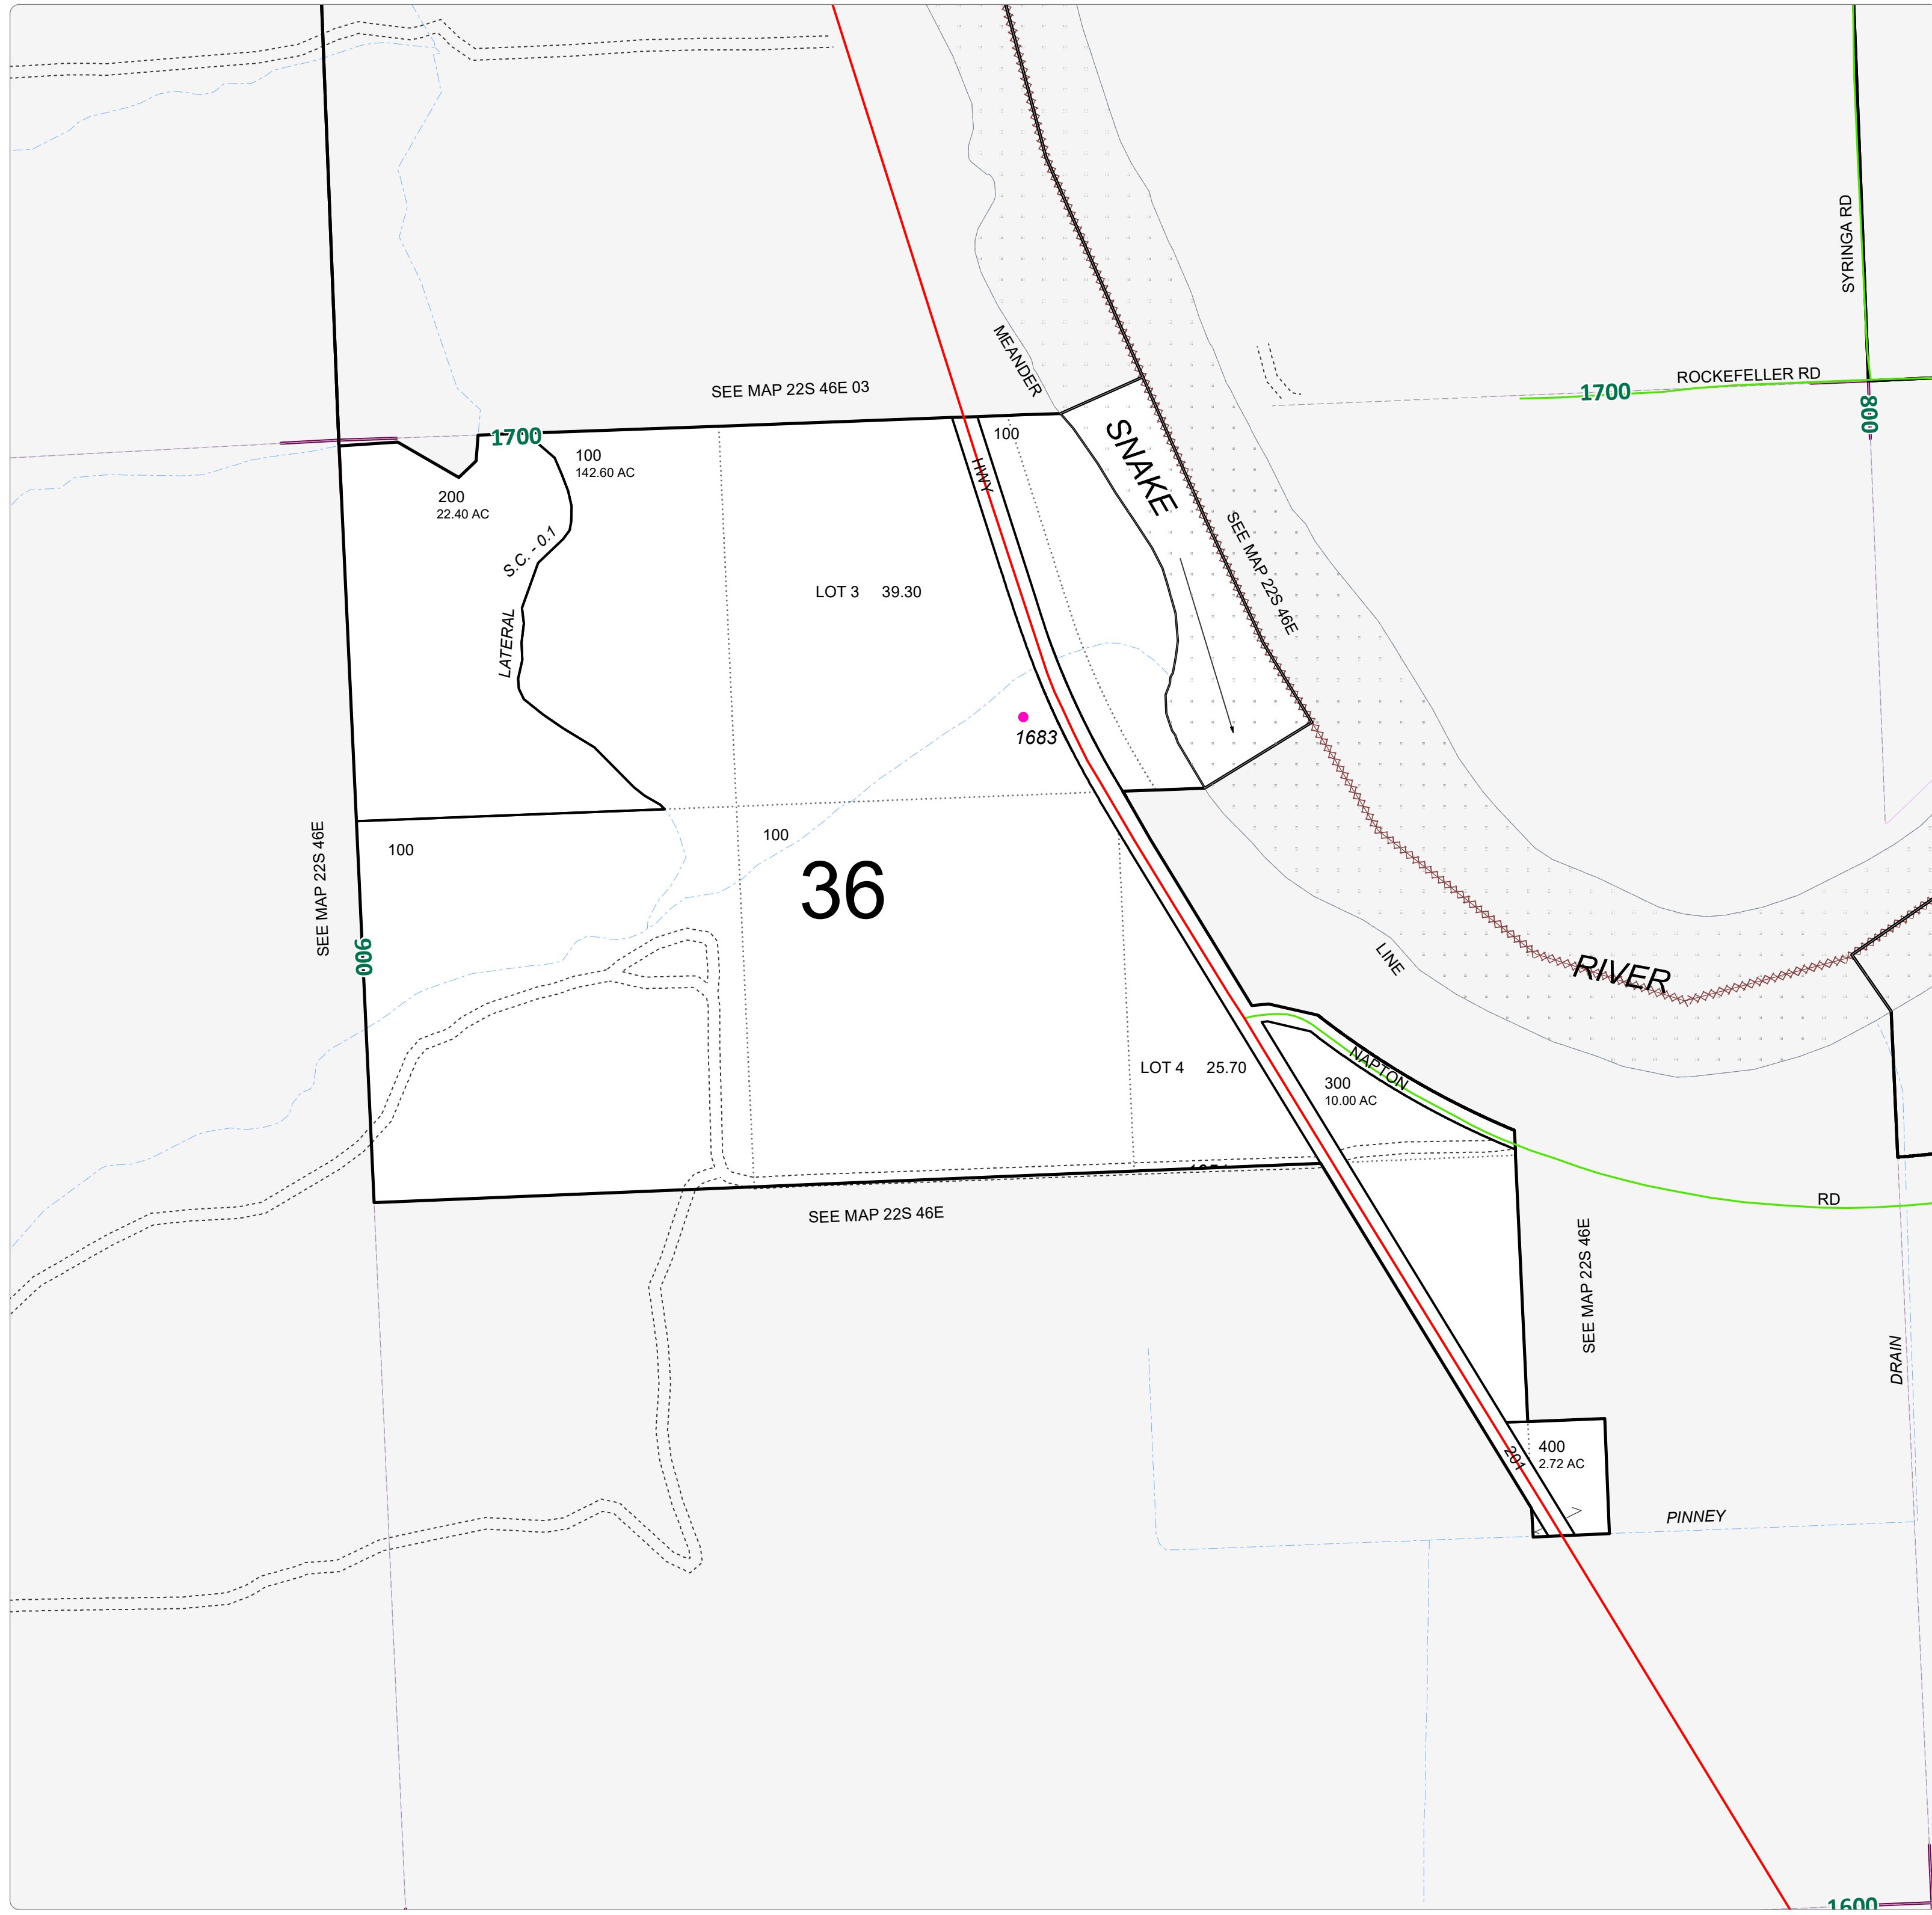 SYRINGA RD
MEANDER
ROCKEFELLER RD
1700
800
SEE MAP 22S 46E 03
1700
100
142.60 AC
100
HWY
SNAKE
200
22.40 AC
S.C. - 0.1
LATERAL
SEE MAP 22S 46E
LOT 3 39.30
1683
100
100
36
SEE MAP 22S 46E
900
LINE
RIVER
NAPTON
LOT 4 25.70
300
10.00 AC
RD
SEE MAP 22S 46E
SEE MAP 22S 46E
DRAIN
201
400
2.72 AC
PINNEY
1600